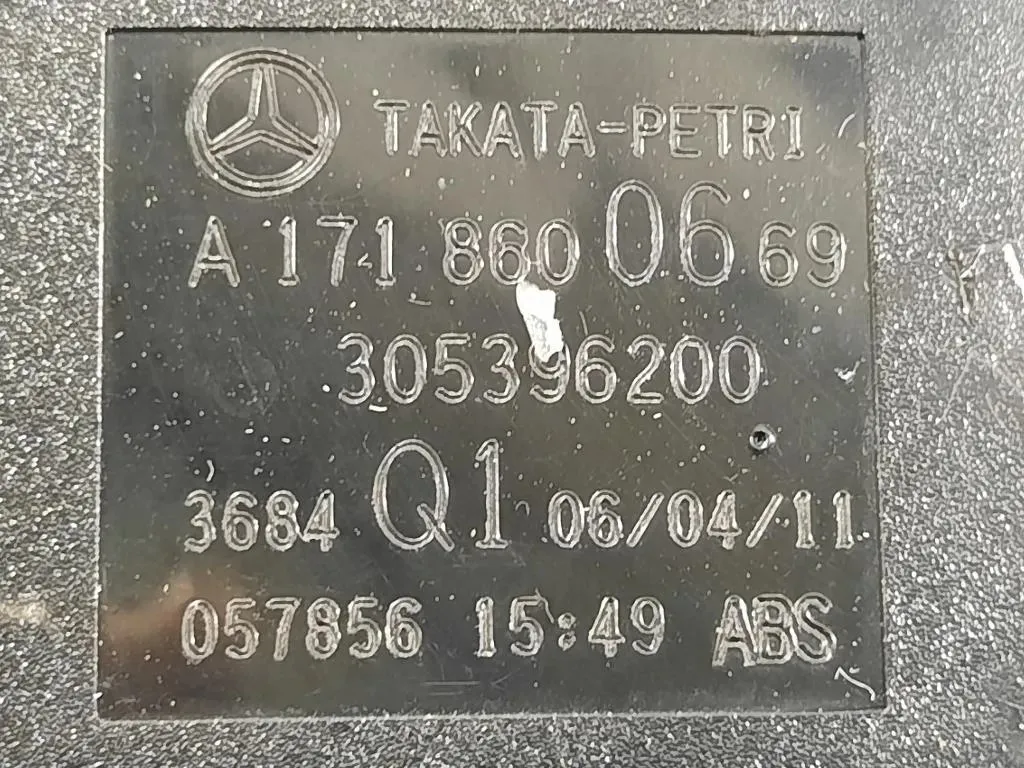 TAKATA-PETRI
A 171 860 06 69
305396200
3684 Q1 06/04/11
057856 15:49 ABS